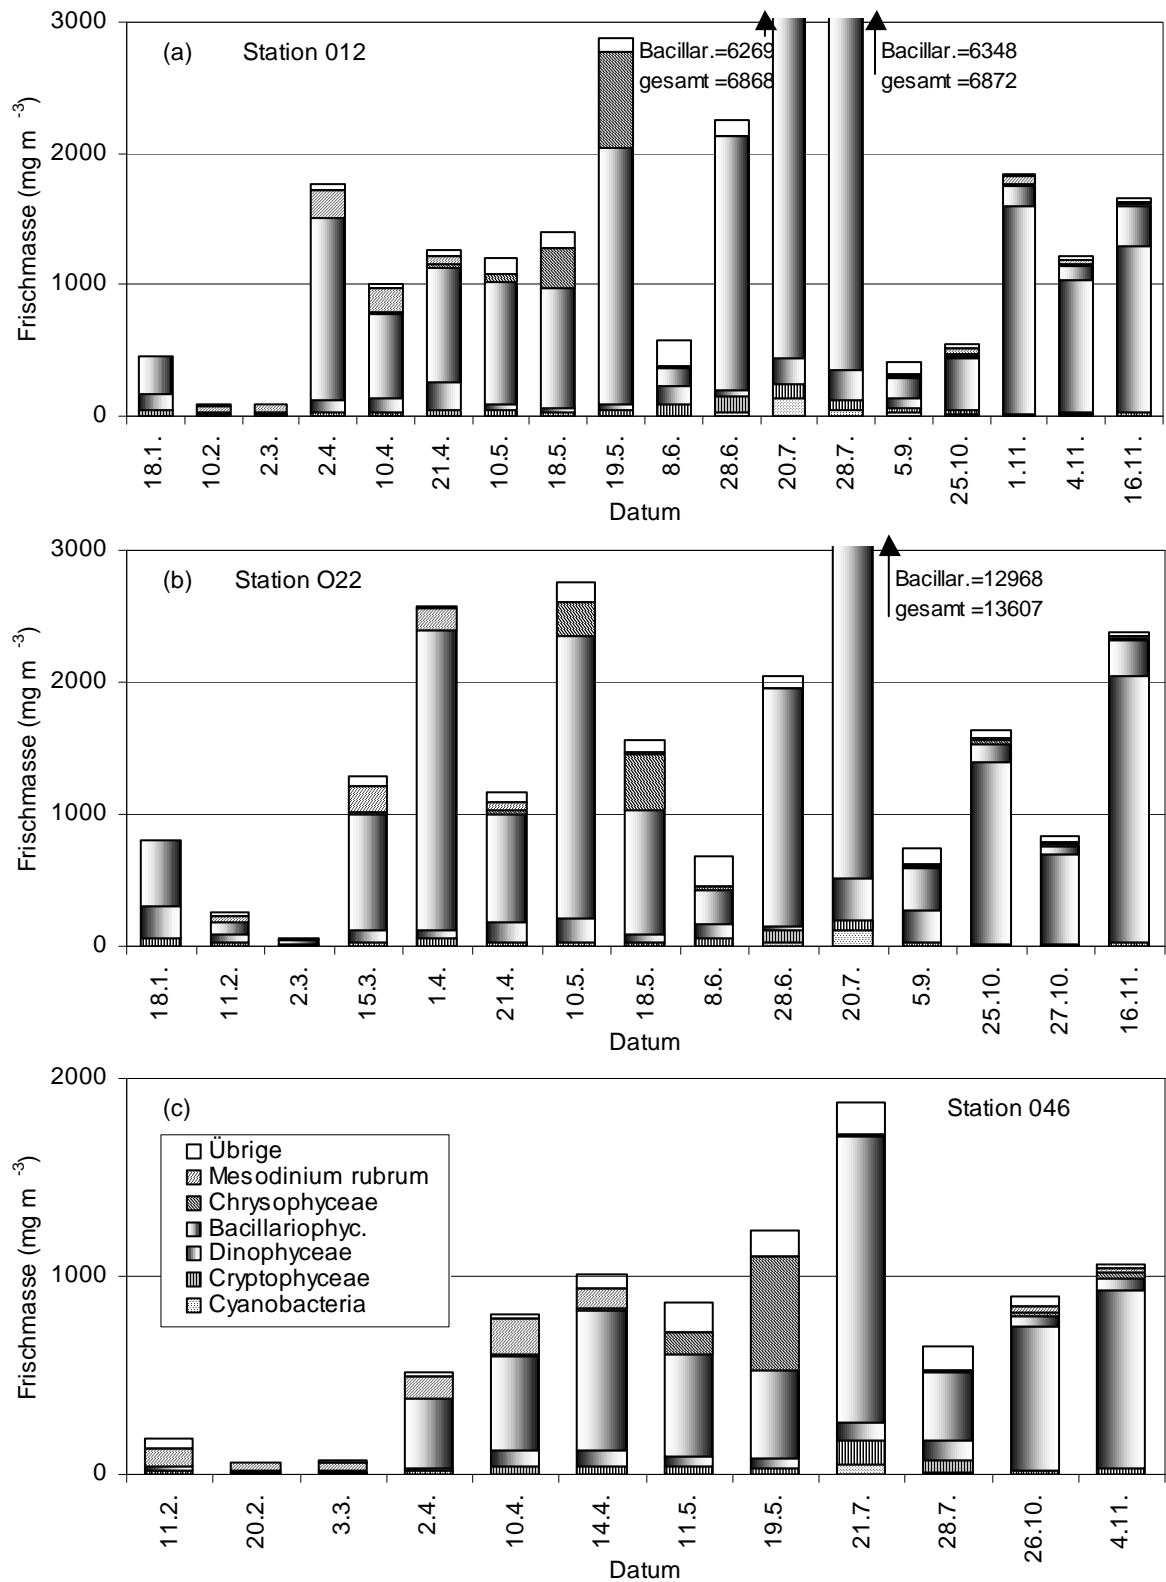 3000
(a)
Station 012
Bacillar.=6269
gesamt =6868
Bacillar.=6348
gesamt =6872
2000
1000
0
Frischmasse (mg m -3)
18.1.
10.2.
2.3.
2.4.
10.4.
21.4.
10.5.
18.5.
19.5.
8.6.
28.6.
20.7.
28.7.
5.9.
25.10.
1.11.
4.11.
16.11.
Datum
3000
(b)
Station O22
Bacillar.=12968
gesamt =13607
2000
1000
0
Frischmasse (mg m -3)
18.1.
11.2.
2.3.
15.3.
1.4.
21.4.
10.5.
18.5.
8.6.
28.6.
20.7.
5.9.
25.10.
27.10.
16.11.
Datum
2000
(c)
Station 046
Übrige
Mesodinium rubrum
Chrysophyceae
Bacillariophyc.
Dinophyceae
Cryptophyceae
Cyanobacteria
1000
0
Frischmasse (mg m -3)
11.2.
20.2.
3.3.
2.4.
10.4.
14.4.
11.5.
19.5.
21.7.
28.7.
26.10.
4.11.
Datum